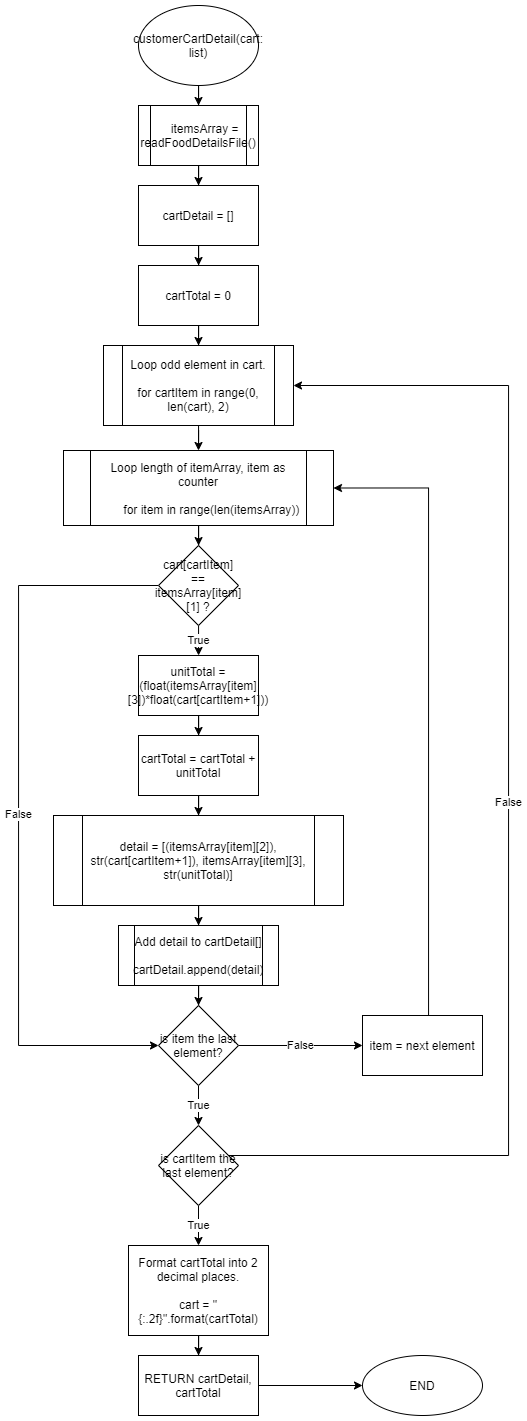 customerCartDetail(cart:
list)
itemsArray =
readFoodDetailsFile()
cartDetail = []
cartTotal = 0
Loop odd element in cart.
for cartItem in range(0,
len(cart), 2)
Loop length of itemArray, item as
counter
for item in range(len(itemsArray))
cart[cartItem]
==
itemsArray[item]
[1] ?
True
unitTotal =
(float(itemsArray[item]
[3])*float(cart[cartItem+1]))
cartTotal = cartTotal +
unitTotal
False
False
detail = [(itemsArray[item][2]),
str(cart[cartItem+1]), itemsArray[item][3],
str(unitTotal)]
Add detail to cartDetail[]
cartDetail.append(detail)
is item the last
element?
False
item = next element
True
is cartItem the
last element?
True
Format cartTotal into 2
decimal places.
cart = "
{:.2f}".format(cartTotal)
RETURN cartDetail,
cartTotal
END